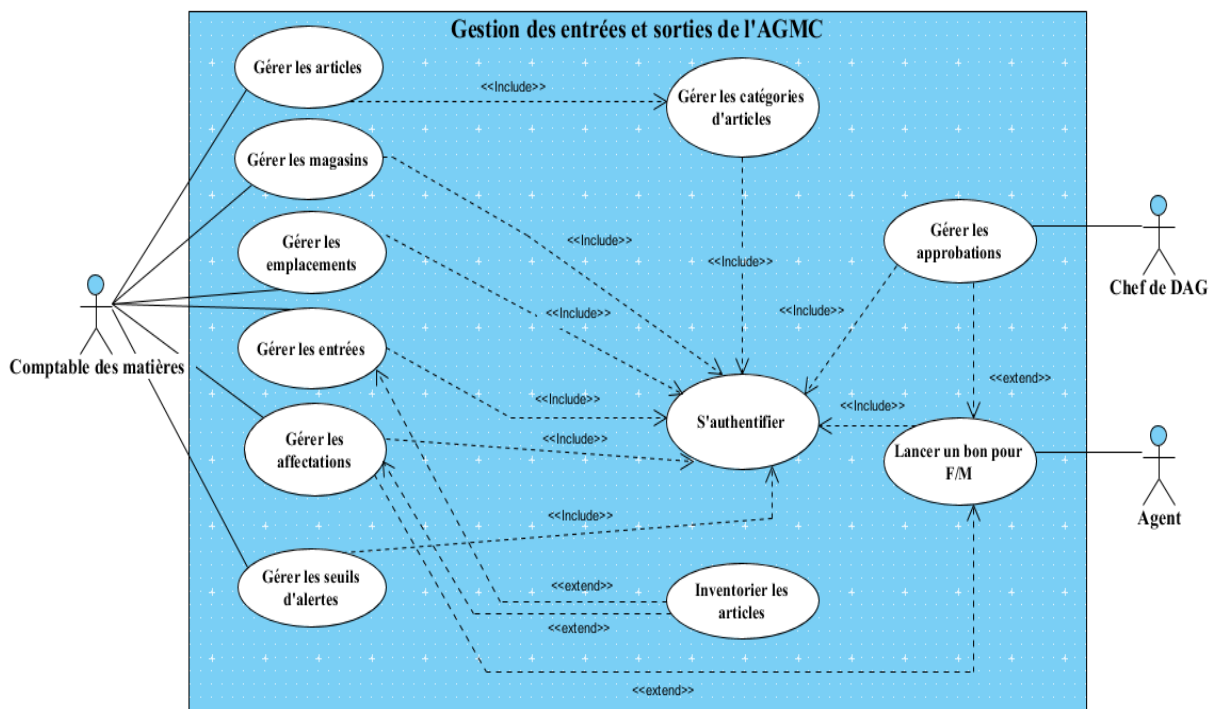 Gestion des entrées et sorties de l'AGMC
Gérer les articles
<<Include>>
Gérer les catégories
d'articles
Gérer les magasins
Gérer les
emplacements
<<Include>>
<<Include>>
Gérer les
approbations
Chef de DAG
<<Include>>
<<Include>>
Comptable des matières
Gérer les entrées
<<extend>>
<<Include>>
<<Include>>
S'authentifier
Gérer les
affectations
<<Include>>
Lancer un bon pour
F/M
Agent
<<Include>>
Gérer les seuils
d'alertes
<<extend>>
Inventorier les
articles
<<extend>>
<<extend>>